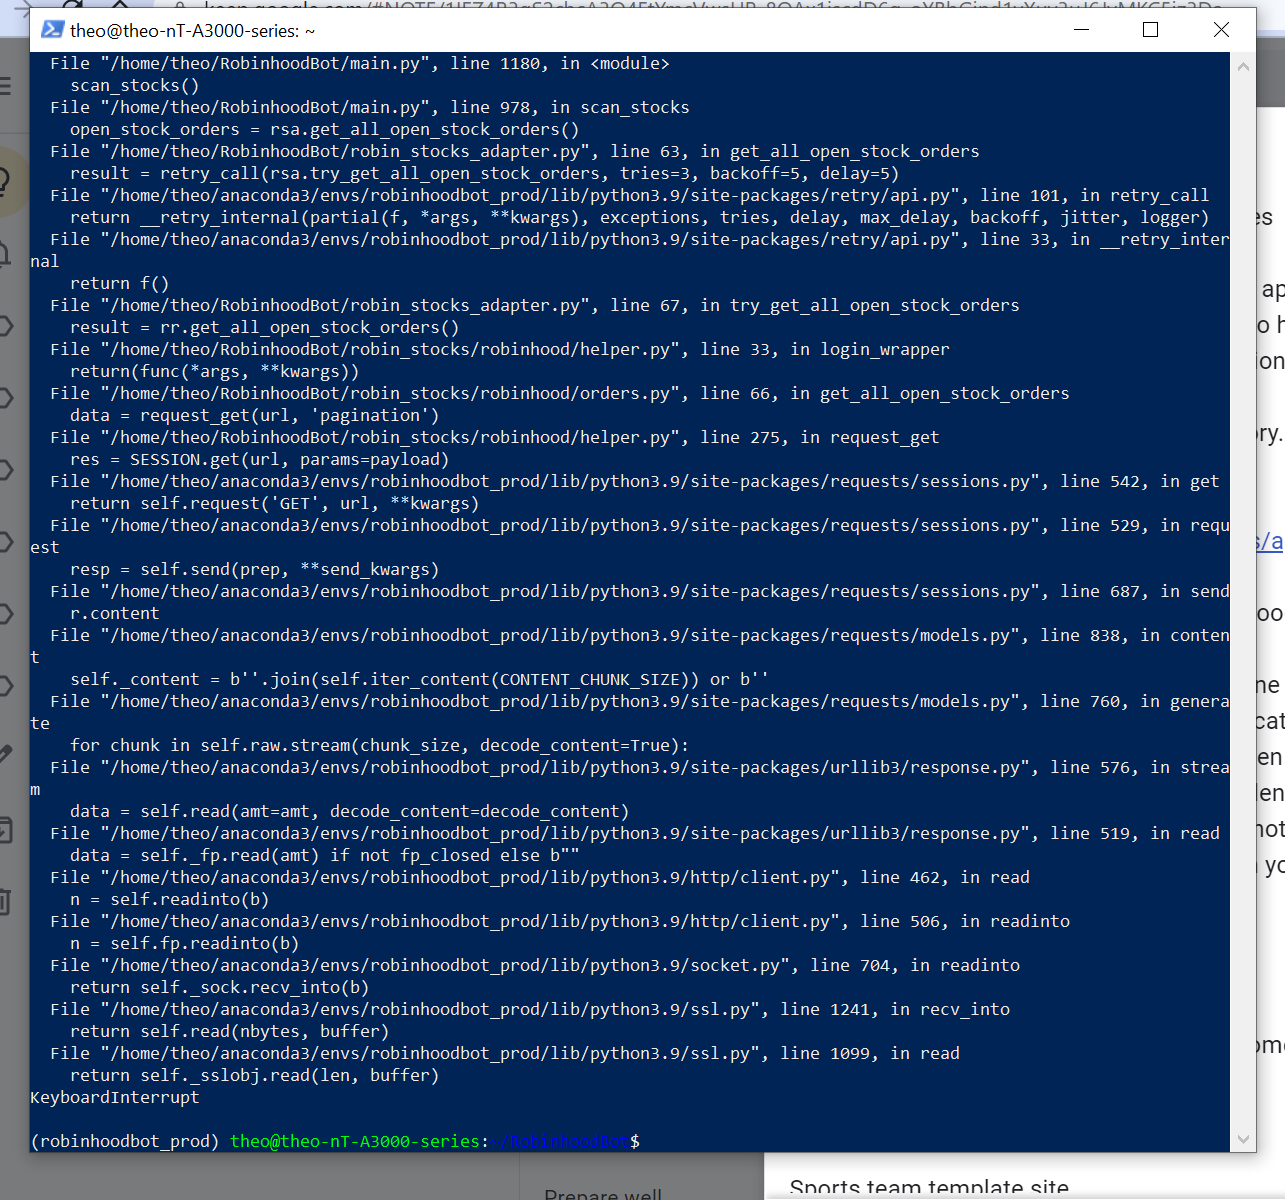 theo@theo-nT-A3000-series: ~
File "/home/theo/RobinhoodBot/main.py", line 1180, in <module>
scan_stocks()
File "/home/theo/RobinhoodBot/main.py", line 978, in scan_stocks
open_stock_orders = rsa.get_all_open_stock_orders()
File "/home/theo/RobinhoodBot/robin_stocks_adapter.py", line 63, in get_all_open_stock_orders
result = retry_call(rsa.try_get_all_open_stock_orders, tries=3, backoff=5, delay=5)
File "/home/theo/anaconda3/envs/robinhoodbot_prod/lib/python3.9/site-packages/retry/api.py", line 101, in retry_call
return __retry_internal(partial(f, *args, **kwargs), exceptions, tries, delay, max_delay, backoff, jitter, logger)
File "/home/theo/anaconda3/envs/robinhoodbot_prod/lib/python3.9/site-packages/retry/api.py", line 33, in __retry_inter
nal
return f()
File "/home/theo/RobinhoodBot/robin_stocks_adapter.py", line 67, in try_get_all_open_stock_orders
result = rr.get_all_open_stock_orders()
File "/home/theo/RobinhoodBot/robin_stocks/robinhood/helper.py", line 33, in login_wrapper
return(func(*args, **kwargs))
File "/home/theo/RobinhoodBot/robin_stocks/robinhood/orders.py", line 66, in get_all_open_stock_orders
data = request_get(url, 'pagination')
File "/home/theo/RobinhoodBot/robin_stocks/robinhood/helper.py", line 275, in request_get
res = SESSION.get(url, params=payload)
File "/home/theo/anaconda3/envs/robinhoodbot_prod/lib/python3.9/site-packages/requests/sessions.py", line 542, in get
return self.request('GET', url, **kwargs)
File "/home/theo/anaconda3/envs/robinhoodbot_prod/lib/python3.9/site-packages/requests/sessions.py", line 529, in requ
est
resp = self.send(prep, **send_kwargs)
File "/home/theo/anaconda3/envs/robinhoodbot_prod/lib/python3.9/site-packages/requests/sessions.py", line 687, in send
r.content
File "/home/theo/anaconda3/envs/robinhoodbot_prod/lib/python3.9/site-packages/requests/models.py", line 838, in conten
t
self._content = b''.join(self.iter_content(CONTENT_CHUNK_SIZE)) or b''
File "/home/theo/anaconda3/envs/robinhoodbot_prod/lib/python3.9/site-packages/requests/models.py", line 760, in genera
te
for chunk in self.raw.stream(chunk_size, decode_content=True):
File "/home/theo/anaconda3/envs/robinhoodbot_prod/lib/python3.9/site-packages/urllib3/response.py", line 576, in strea
m
data = self.read(amt=amt, decode_content=decode_content)
File "/home/theo/anaconda3/envs/robinhoodbot_prod/lib/python3.9/site-packages/urllib3/response.py", line 519, in read
data = self._fp.read(amt) if not fp_closed else b""
File "/home/theo/anaconda3/envs/robinhoodbot_prod/lib/python3.9/http/client.py", line 462, in read
n = self.readinto(b)
File "/home/theo/anaconda3/envs/robinhoodbot_prod/lib/python3.9/http/client.py", line 506, in readinto
n = self.fp.readinto(b)
File "/home/theo/anaconda3/envs/robinhoodbot_prod/lib/python3.9/socket.py", line 704, in readinto
return self._sock.recv_into(b)
File "/home/theo/anaconda3/envs/robinhoodbot_prod/lib/python3.9/ssl.py", line 1241, in recv_into
return self.read(nbytes, buffer)
File "/home/theo/anaconda3/envs/robinhoodbot_prod/lib/python3.9/ssl.py", line 1099, in read
return self._sslobj.read(len, buffer)
KeyboardInterrupt
(robinhoodbot_prod) theo@theo-nT-A3000-series:~/RobinhoodBot$
Prepare well
Sports team template site